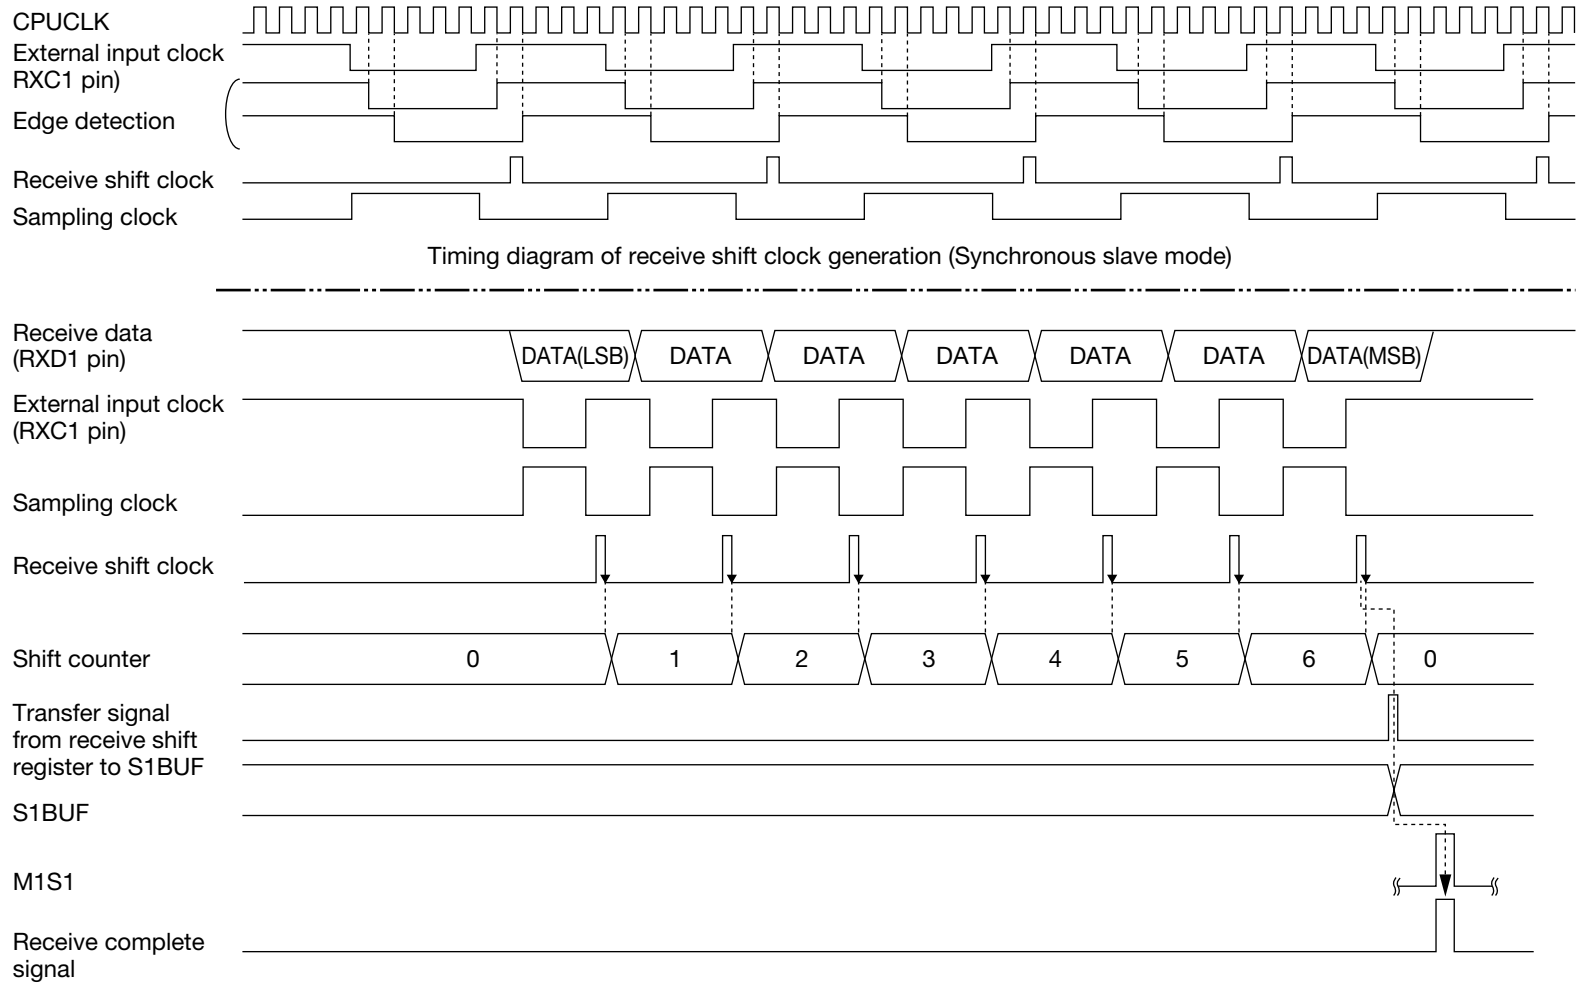 CPUCLK
External input clock
RXC1 pin)
Edge detection
Receive shift clock
Sampling clock
Timing diagram of receive shift clock generation (Synchronous slave mode)
Receive data
(RXD1 pin)
DATA(LSB) DATA DATA DATA DATA DATA DATA(MSB)
External input clock
(RXC1 pin)
Sampling clock
Receive shift clock
Shift counter
0 1 2 3 4 5 6 0
Transfer signal
from receive shift
register to S1BUF
S1BUF
M1S1
Receive complete
signal